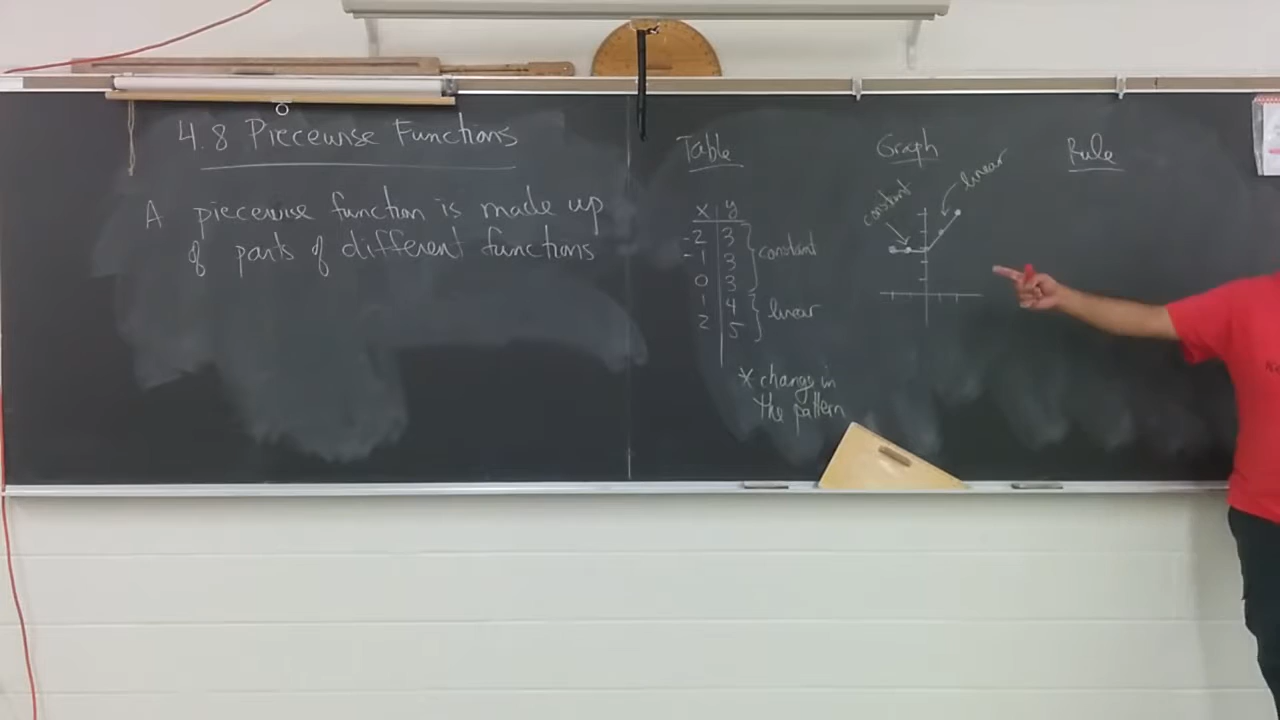 4.8 Piecewise Functions
A piecewise function is made up
of parts of different functions
Table
x y
-2 3
-1 3
0 3
1 4
2 5
constant
linear
* change in
the pattern
Graph
constant
linear
Rule